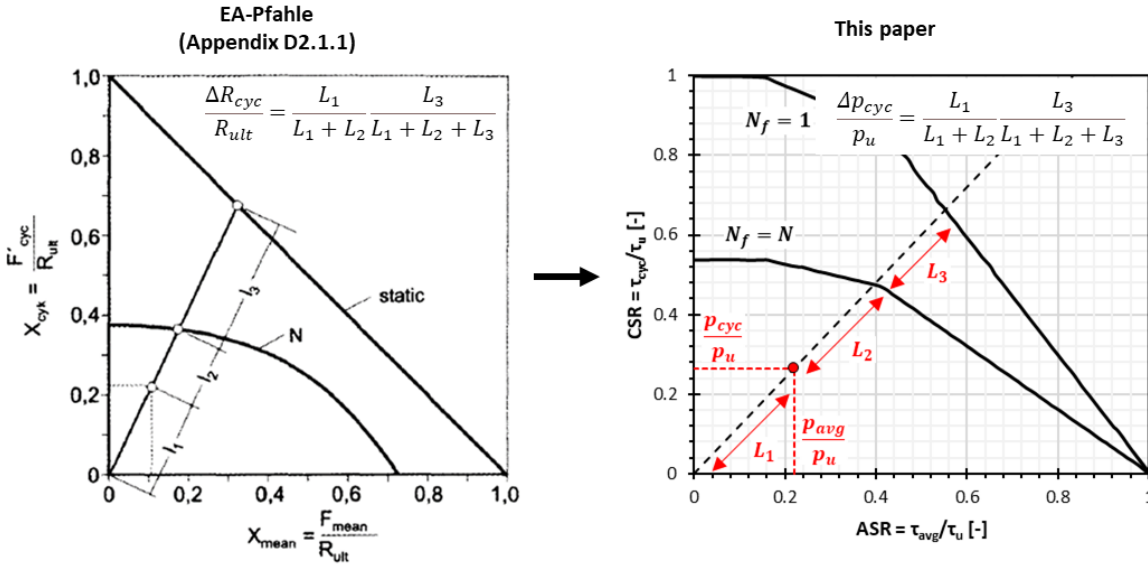 EA-Pfahle
(Appendix D2.1.1)
1,0
0,8
0,6
0,4
0,2
0
0
0,2
0,4
0,6
0,8
1,0
ΔR_cyc/R_ult = L_1/(L_1 + L_2) L_3/(L_1 + L_2 + L_3)
X_cyk = F'_cyc/R_ult
static
N
l_3
l_2
l_1
X_mean = F_mean/R_ult
This paper
1
0.8
0.6
0.4
0.2
0
0
0.2
0.4
0.6
0.8
1
Δp_cyc/p_u = L_1/(L_1 + L_2) L_3/(L_1 + L_2 + L_3)
N_f = 1
N_f = N
L_3
L_2
L_1
p_cyc/p_u
p_avg/p_u
CSR = τ_cyc/τ_u [-]
ASR = τ_avg/τ_u [-]